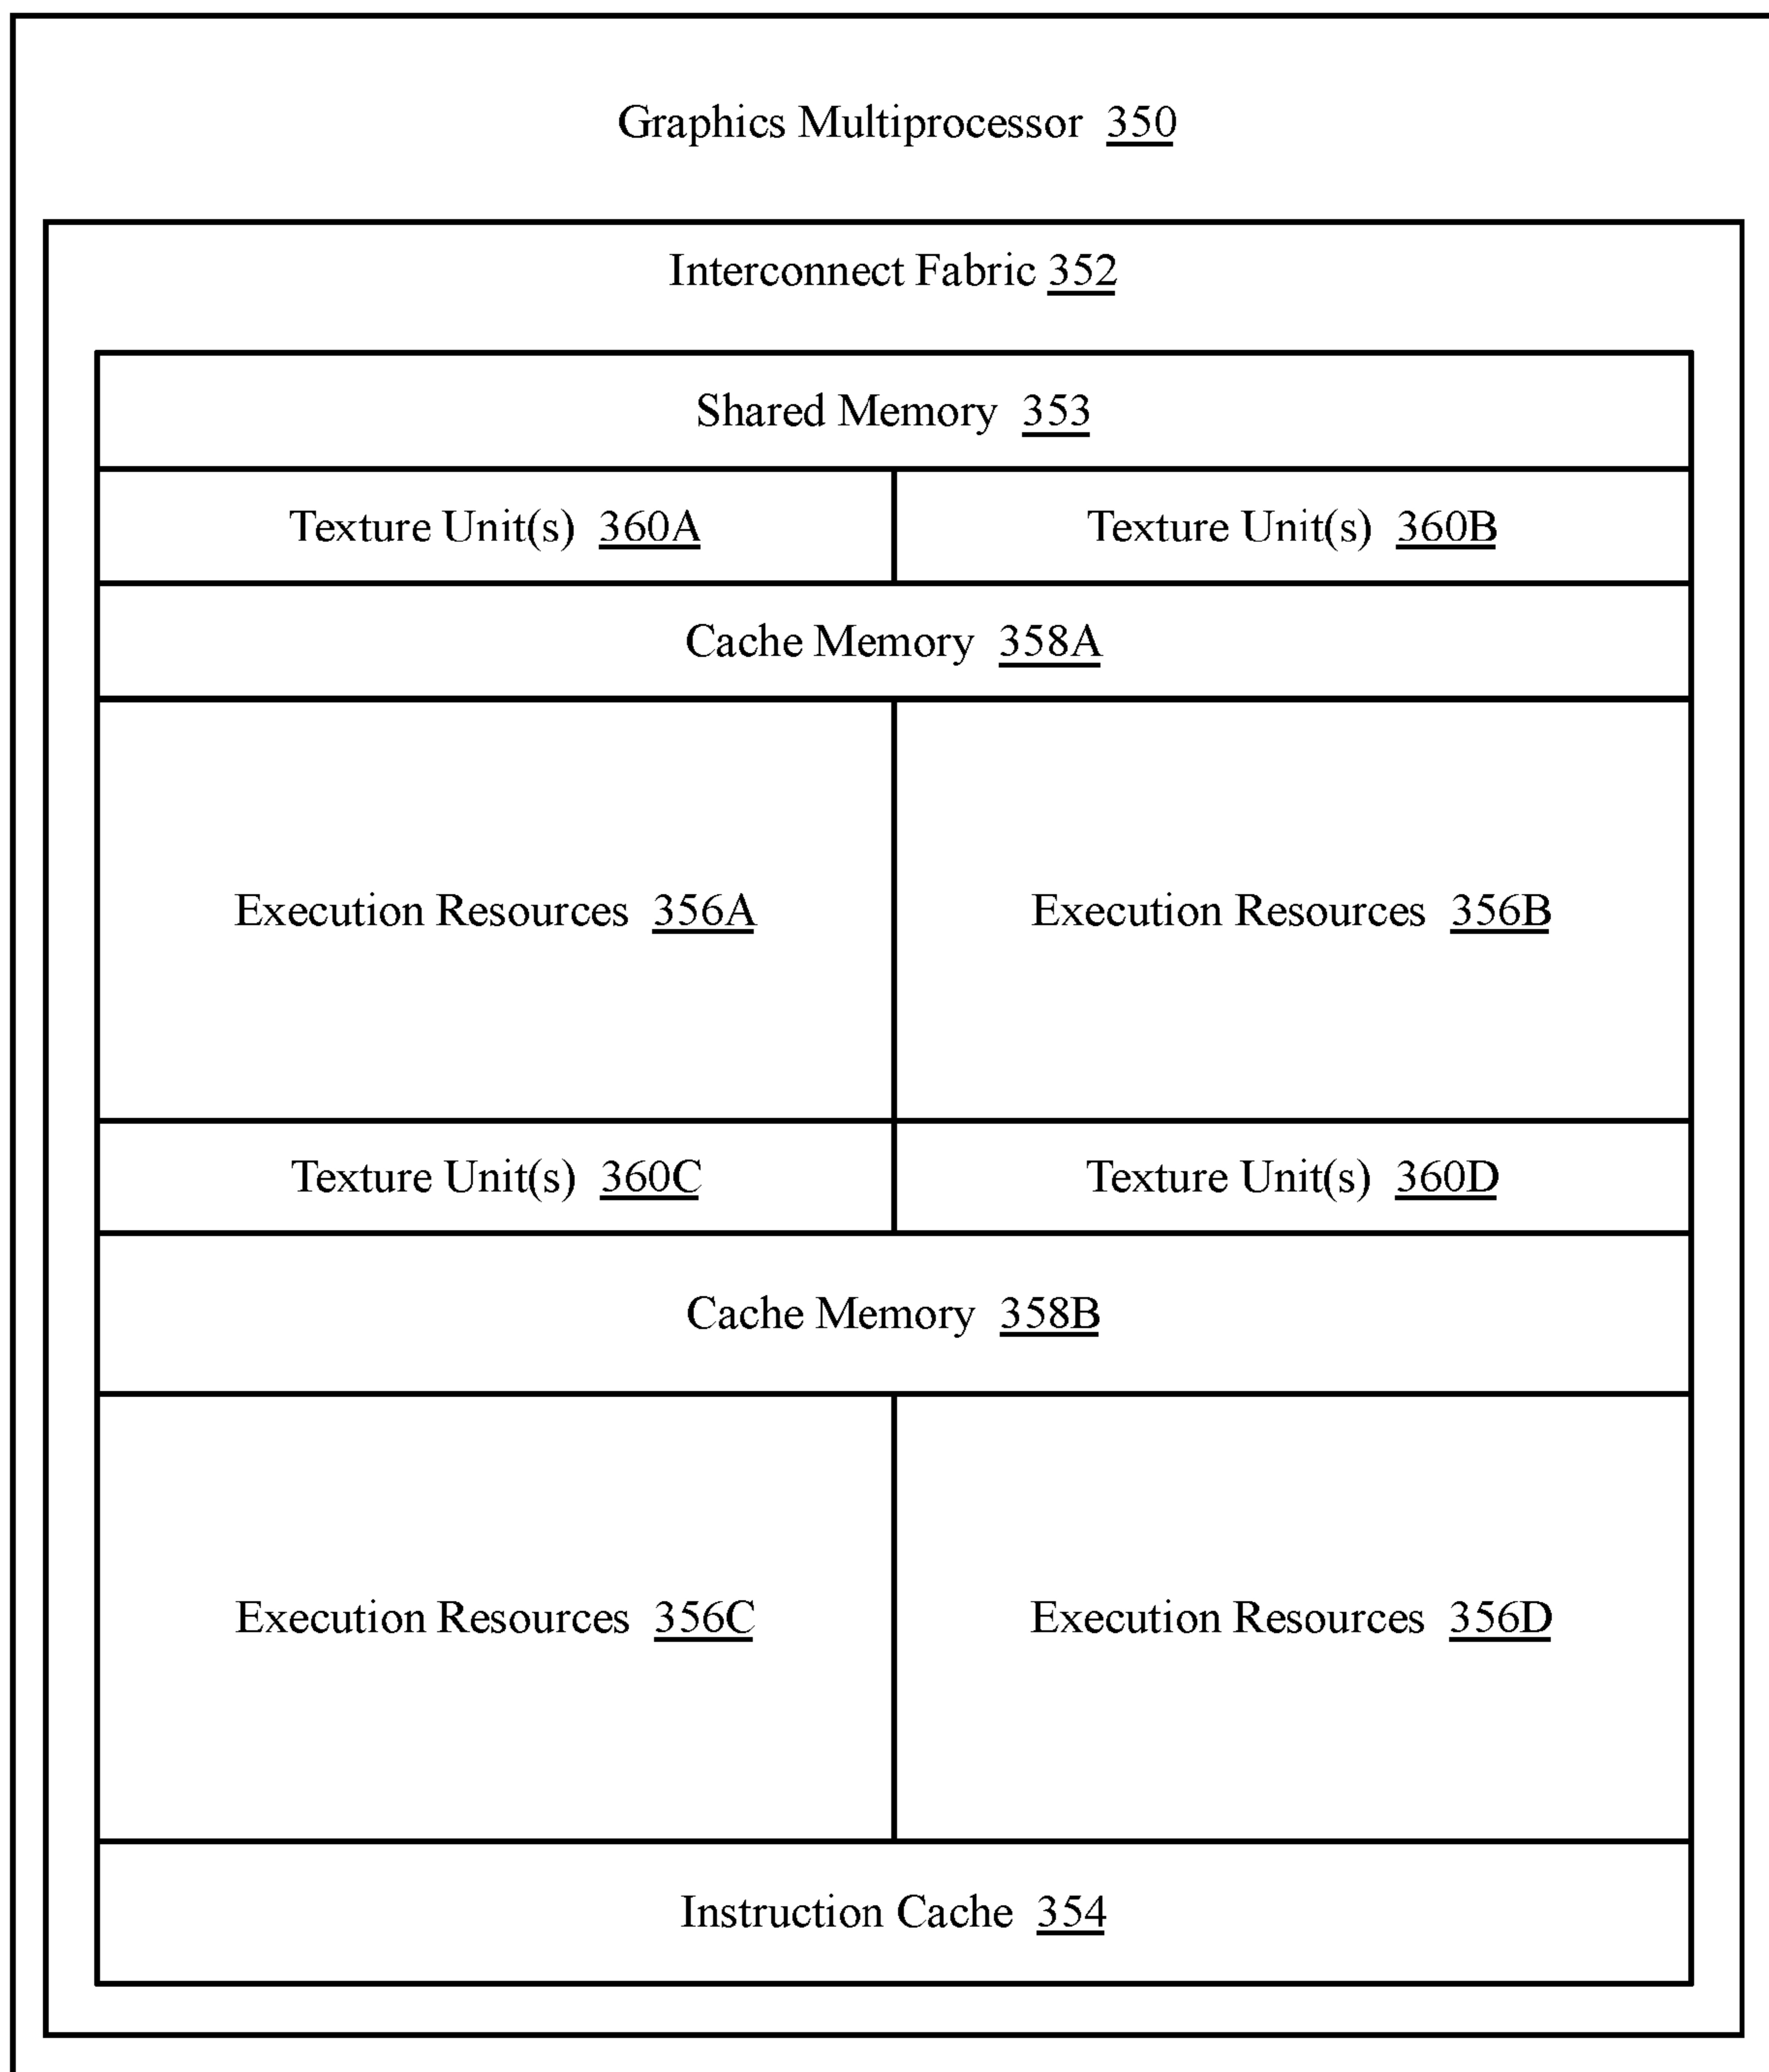 Graphics Multiprocessor 350
Interconnect Fabric 352
Shared Memory 353
Texture Unit(s) 360A
Texture Unit(s) 360B
Cache Memory 358A
Execution Resources 356A
Execution Resources 356B
Texture Unit(s) 360C
Texture Unit(s) 360D
Cache Memory 358B
Execution Resources 356C
Execution Resources 356D
Instruction Cache 354